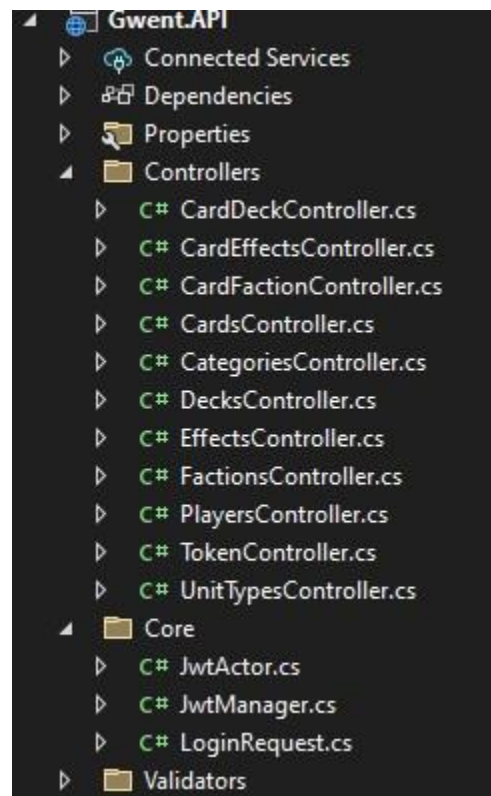 Gwent.API
Connected Services
Dependencies
Properties
Controllers
C# CardDeckController.cs
C# CardEffectsController.cs
C# CardFactionController.cs
C# CardsController.cs
C# CategoriesController.cs
C# DecksController.cs
C# EffectsController.cs
C# FactionsController.cs
C# PlayersController.cs
C# TokenController.cs
C# UnitTypesController.cs
Core
C# JwtActor.cs
C# JwtManager.cs
C# LoginRequest.cs
Validators